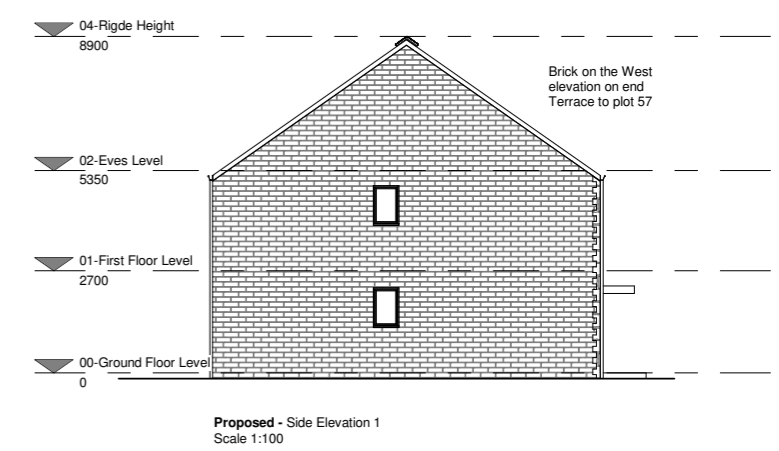 04-Rigde Height
8900
Brick on the West
elevation on end
Terrace to plot 57
02-Eves Level
5350
01-First Floor Level
2700
00-Ground Floor Level
0
Proposed - Side Elevation 1
Scale 1:100